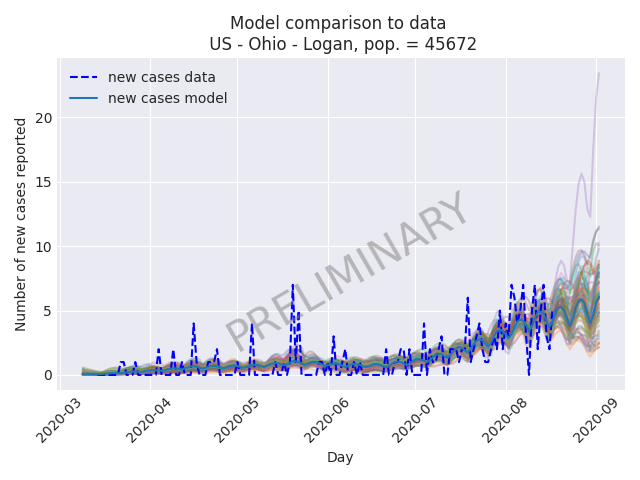 Model comparison to data
US - Ohio - Logan, pop. = 45672
new cases data
new cases model
Number of new cases reported
20
15
10
5
0
PRELIMINARY
2020-03
2020-04
2020-05
2020-06
2020-07
2020-08
2020-09
Day